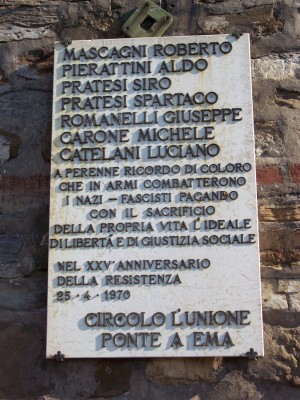 MASCAGNI ROBERTO
PIERATTINI ALDO
PRATESI SIRO
PRATESI SPARTACO
ROMANELLI GIUSEPPE
CARONE MICHELE
CATELANI LUCIANO
A PERENNE RICORDO DI COLORO
CHE IN ARMI COMBATTERONO
I NAZI - FASCISTI PAGANDO
CON IL SACRIFICIO
DELLA PROPRIA VITA L'IDEALE
DI LIBERTÁ E DI GIUSTIZIA SOCIALE
NEL XXV° ANNIVERSARIO
DELLA RESISTENZA
25 · 4 · 1970
CIRCOLO L'UNIONE
PONTE A EMA